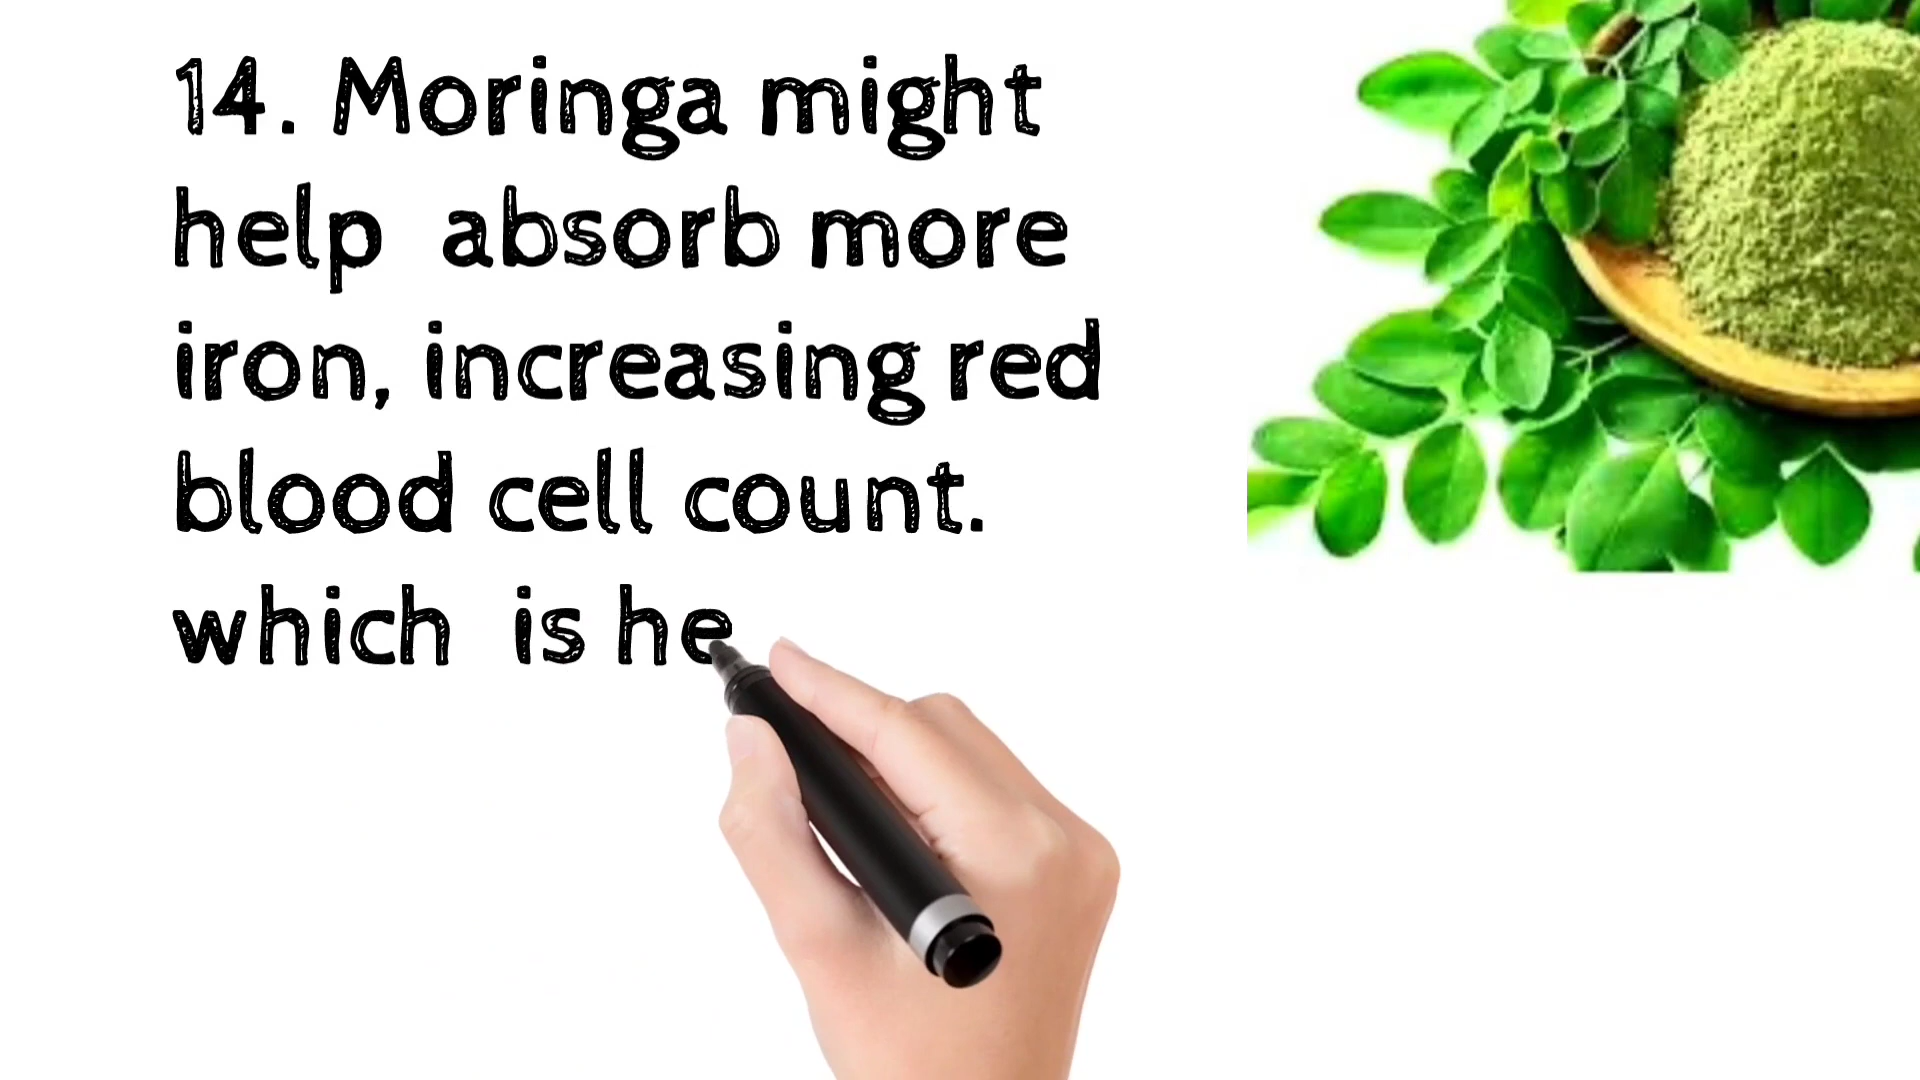 14. Moringa might
help absorb more
iron, increasing red
blood cell count.
which is he